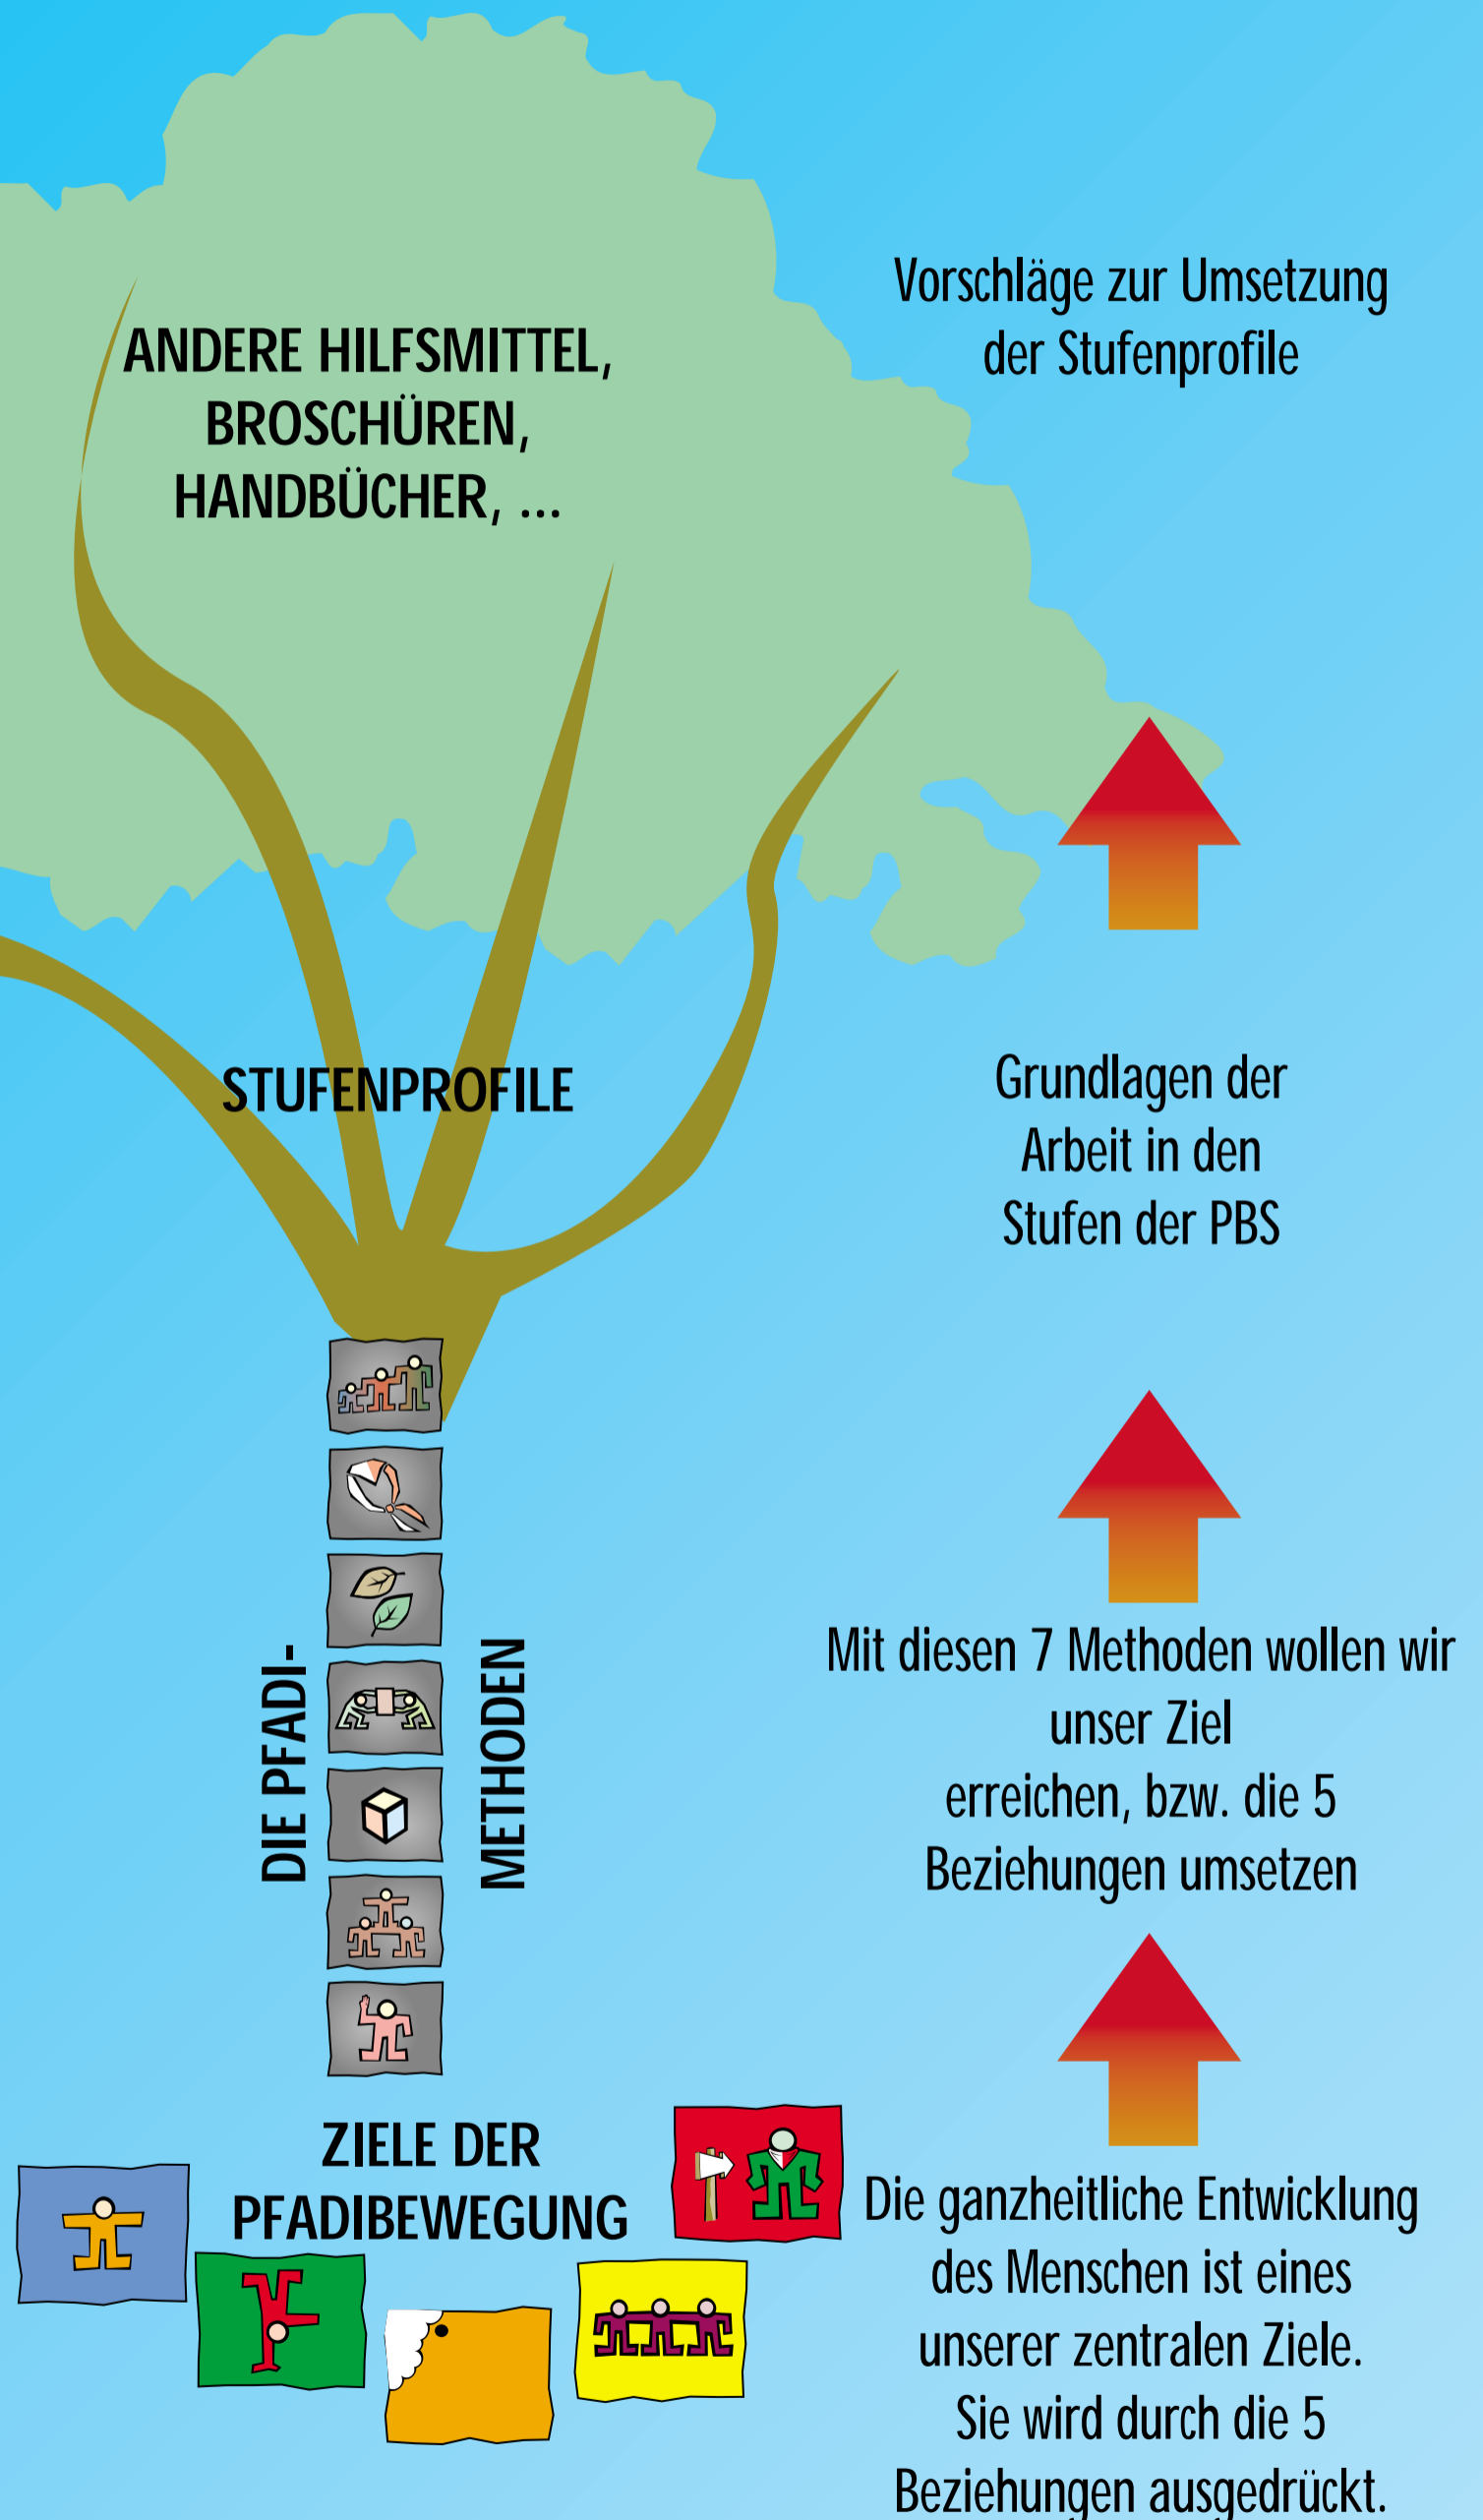 Vorschläge zur Umsetzung
der Stufenprofile
ANDERE HILFSMITTEL,
BROSCHÜREN,
HANDBÜCHER, ...
STUFENPROFILE
Grundlagen der
Arbeit in den
Stufen der PBS
DIE PFADI-
METHODEN
Mit diesen 7 Methoden wollen wir
unser Ziel
erreichen, bzw. die 5
Beziehungen umsetzen
ZIELE DER
PFADIBEWEGUNG
Die ganzheitliche Entwicklung
des Menschen ist eines
unserer zentralen Ziele.
Sie wird durch die 5
Beziehungen ausgedrückt.